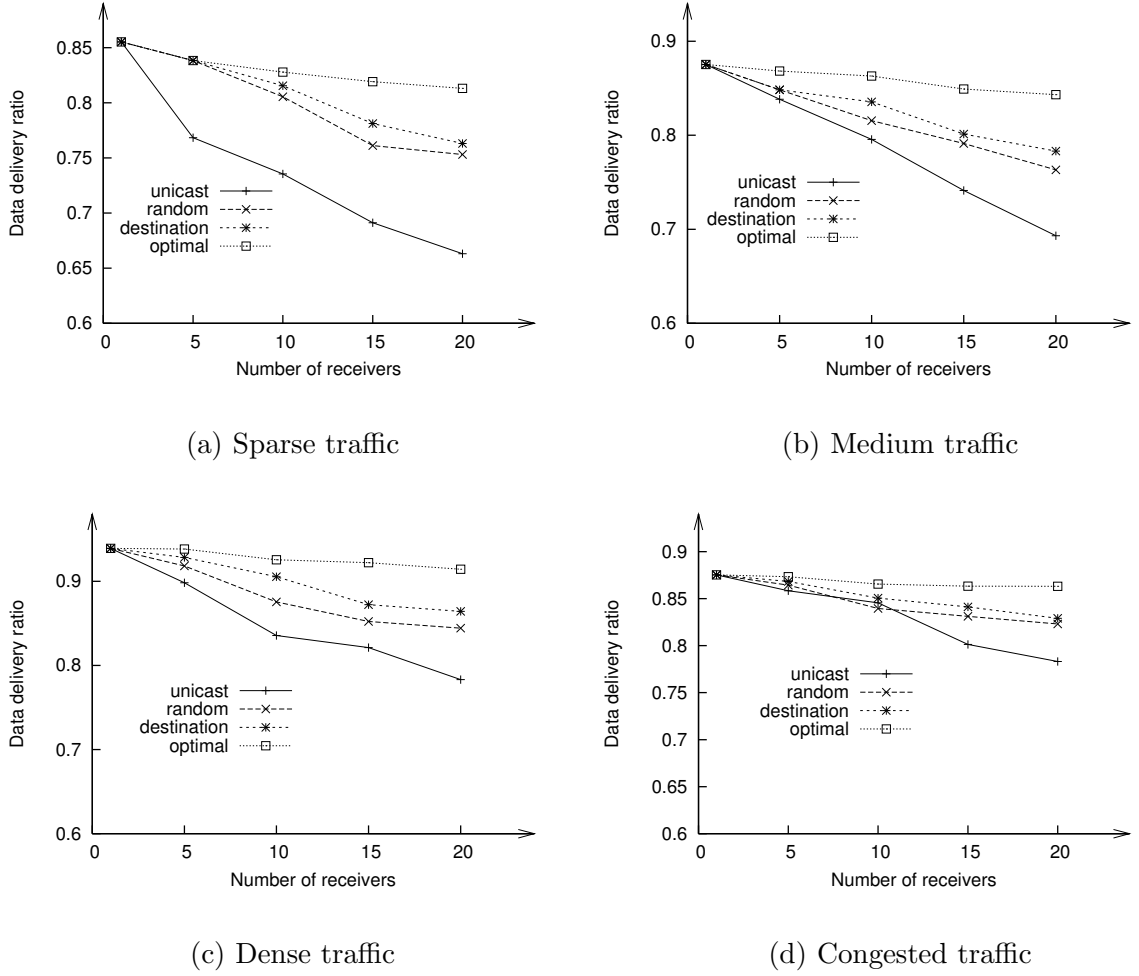 0.85
0.8
0.75
0.7
0.65
0.6
0 5 10 15 20
Data delivery ratio
Number of receivers
unicast
random
destination
optimal
(a) Sparse traffic
0.9
0.8
0.7
0.6
0 5 10 15 20
Data delivery ratio
Number of receivers
unicast
random
destination
optimal
(b) Medium traffic
0.9
0.8
0.7
0.6
0 5 10 15 20
Data delivery ratio
Number of receivers
unicast
random
destination
optimal
(c) Dense traffic
0.9
0.85
0.8
0.75
0.7
0.65
0.6
0 5 10 15 20
Data delivery ratio
Number of receivers
unicast
random
destination
optimal
(d) Congested traffic